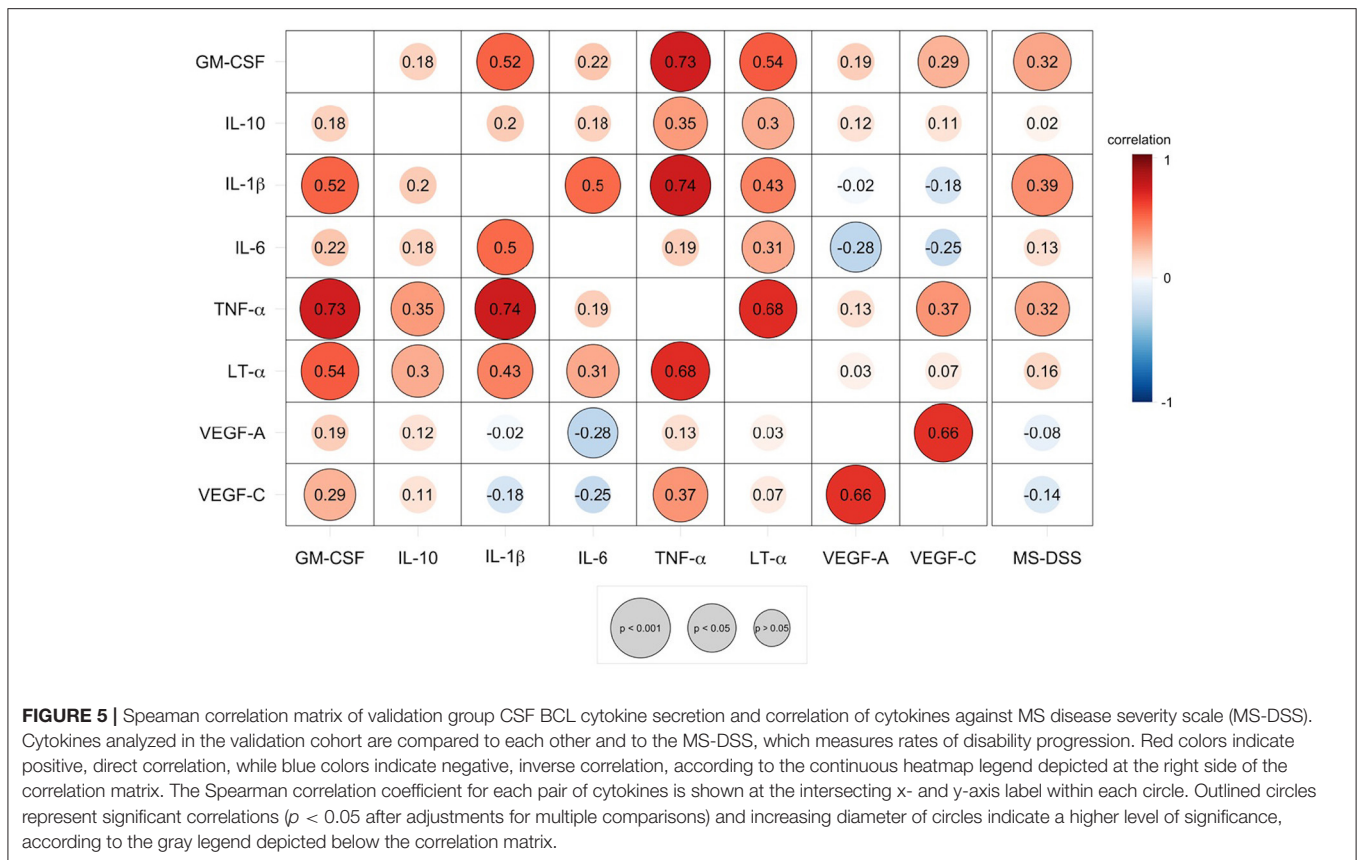 GM-CSF 0.18 0.52 0.22 0.73 0.54 0.19 0.29 0.32
IL-10 0.18 0.2 0.18 0.35 0.3 0.12 0.11 0.02
IL-1β 0.52 0.2 0.5 0.74 0.43 -0.02 -0.18 0.39
IL-6 0.22 0.18 0.5 0.19 0.31 -0.28 -0.25 0.13
TNF-α 0.73 0.35 0.74 0.19 0.68 0.13 0.37 0.32
LT-α 0.54 0.3 0.43 0.31 0.68 0.03 0.07 0.16
VEGF-A 0.19 0.12 -0.02 -0.28 0.13 0.03 0.66 -0.08
VEGF-C 0.29 0.11 -0.18 -0.25 0.37 0.07 0.66 -0.14
GM-CSF IL-10 IL-1β IL-6 TNF-α LT-α VEGF-A VEGF-C MS-DSS
correlation
1
0
-1
p < 0.001 p < 0.05 p > 0.05
FIGURE 5 | Speaman correlation matrix of validation group CSF BCL cytokine secretion and correlation of cytokines against MS disease severity scale (MS-DSS).
Cytokines analyzed in the validation cohort are compared to each other and to the MS-DSS, which measures rates of disability progression. Red colors indicate
positive, direct correlation, while blue colors indicate negative, inverse correlation, according to the continuous heatmap legend depicted at the right side of the
correlation matrix. The Spearman correlation coefficient for each pair of cytokines is shown at the intersecting x- and y-axis label within each circle. Outlined circles
represent significant correlations (p < 0.05 after adjustments for multiple comparisons) and increasing diameter of circles indicate a higher level of significance,
according to the gray legend depicted below the correlation matrix.